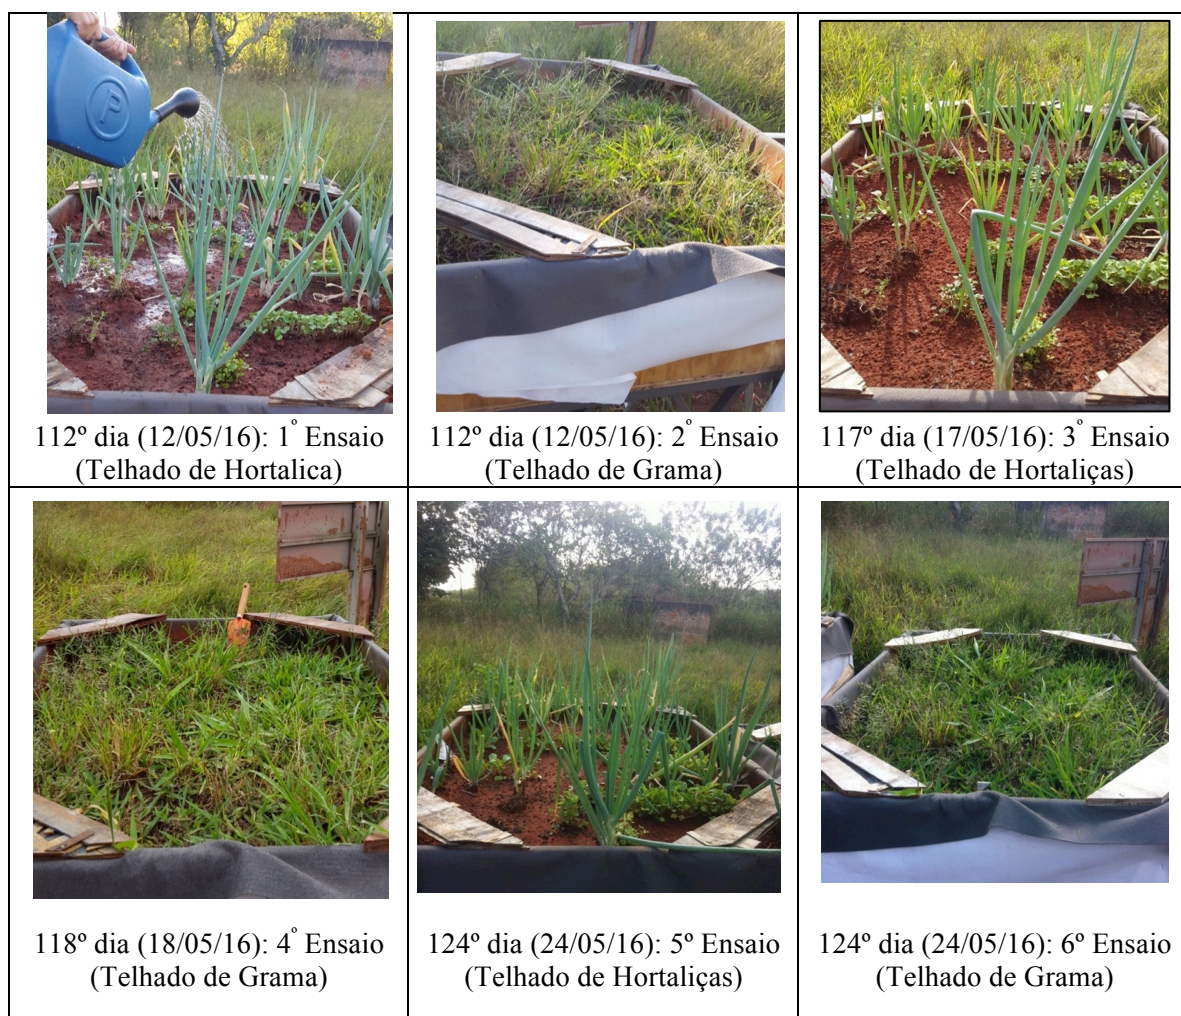 P
112º dia (12/05/16): 1º Ensaio
(Telhado de Hortalica)
112º dia (12/05/16): 2º Ensaio
(Telhado de Grama)
117º dia (17/05/16): 3º Ensaio
(Telhado de Hortaliças)
118º dia (18/05/16): 4º Ensaio
(Telhado de Grama)
124º dia (24/05/16): 5º Ensaio
(Telhado de Hortaliças)
124º dia (24/05/16): 6º Ensaio
(Telhado de Grama)